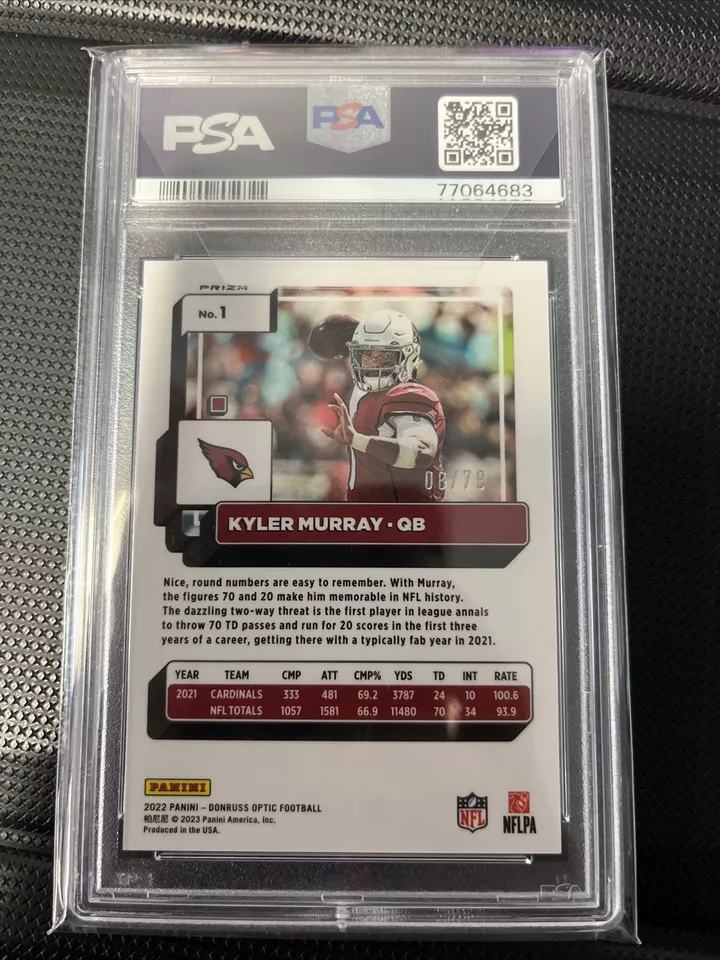 PSA
PSA
77064683
PRIZM
No. 1
08/79
KYLER MURRAY · QB
Nice, round numbers are easy to remember. With Murray,
the figures 70 and 20 make him memorable in NFL history.
The dazzling two-way threat is the first player in league annals
to throw 70 TD passes and run for 20 scores in the first three
years of a career, getting there with a typically fab year in 2021.
YEAR TEAM CMP ATT CMP% YDS TD INT RATE
2021 CARDINALS 333 481 69.2 3787 24 10 100.6
NFL TOTALS 1057 1581 66.9 11480 70 34 93.9
PANINI
2022 PANINI – DONRUSS OPTIC FOOTBALL
帕尼尼 © 2023 Panini America, Inc.
Produced in the USA.
NFL
NFLPA
PSA